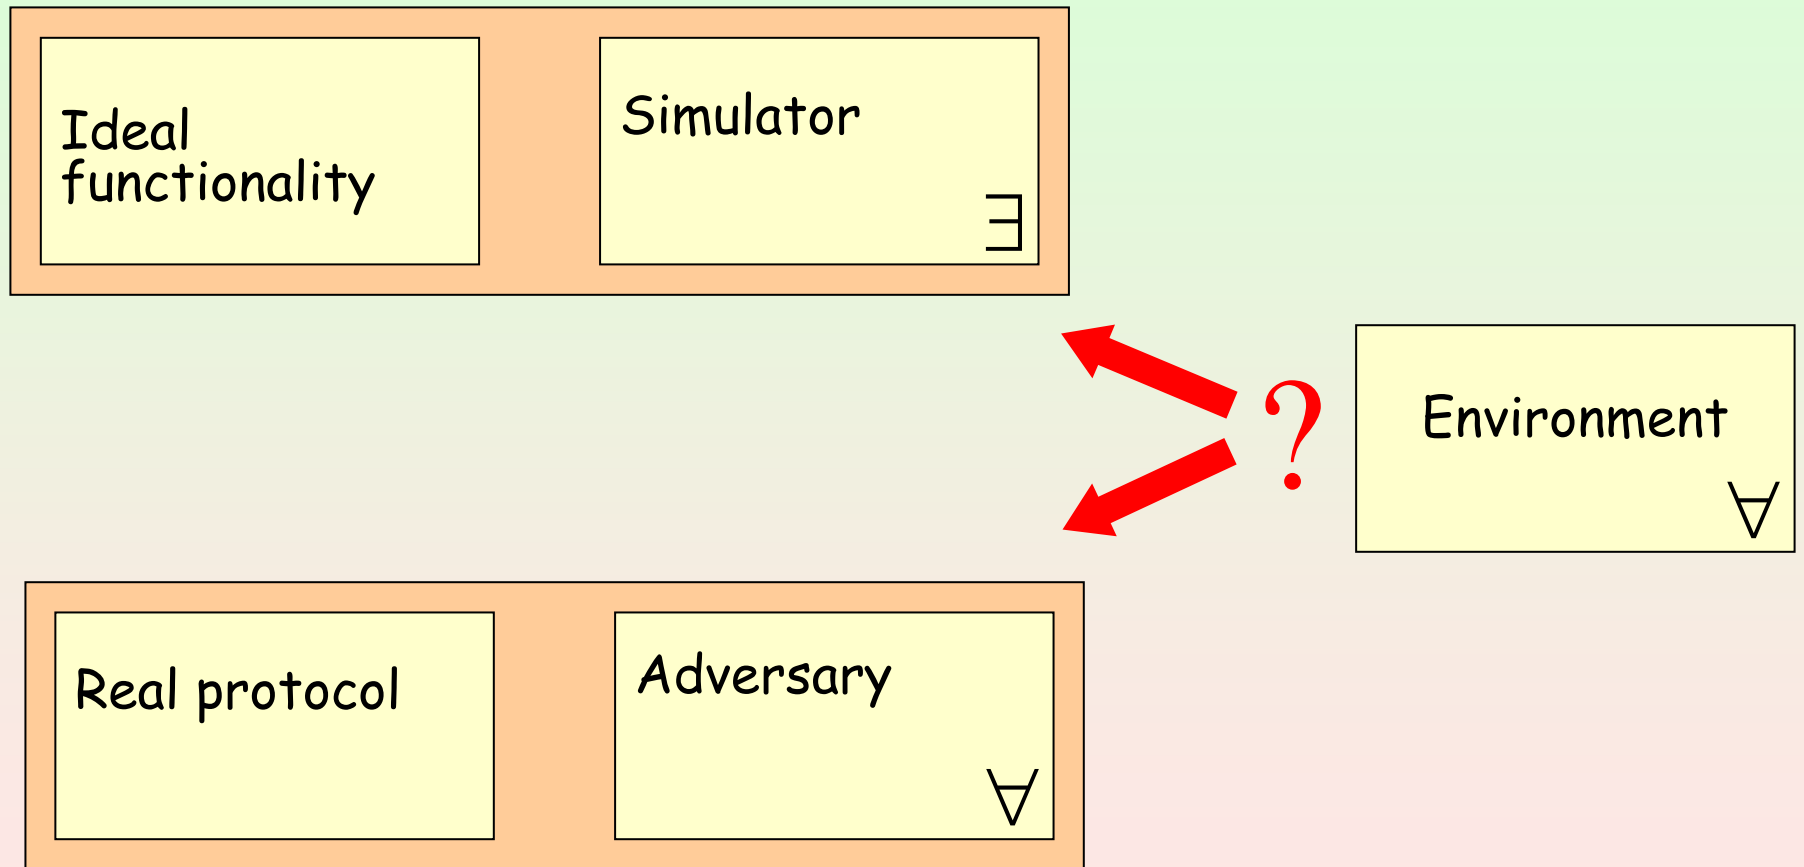 Ideal
functionality
Simulator
∃
?
Environment
∀
Real protocol
Adversary
∀